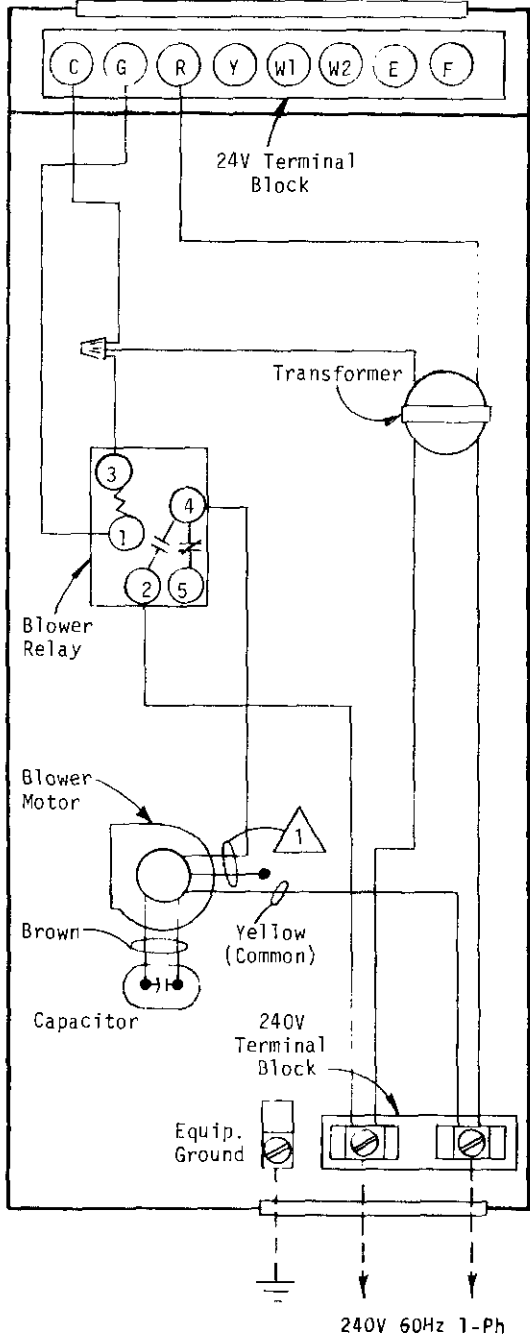 C G R Y W1 W2 E F
24V Terminal
Block
Transformer
3
4
1
2 5
Blower
Relay
Blower
Motor
1
Brown
Yellow
(Common)
Capacitor
240V
Terminal
Block
Equip.
Ground
240V 60Hz 1-Ph